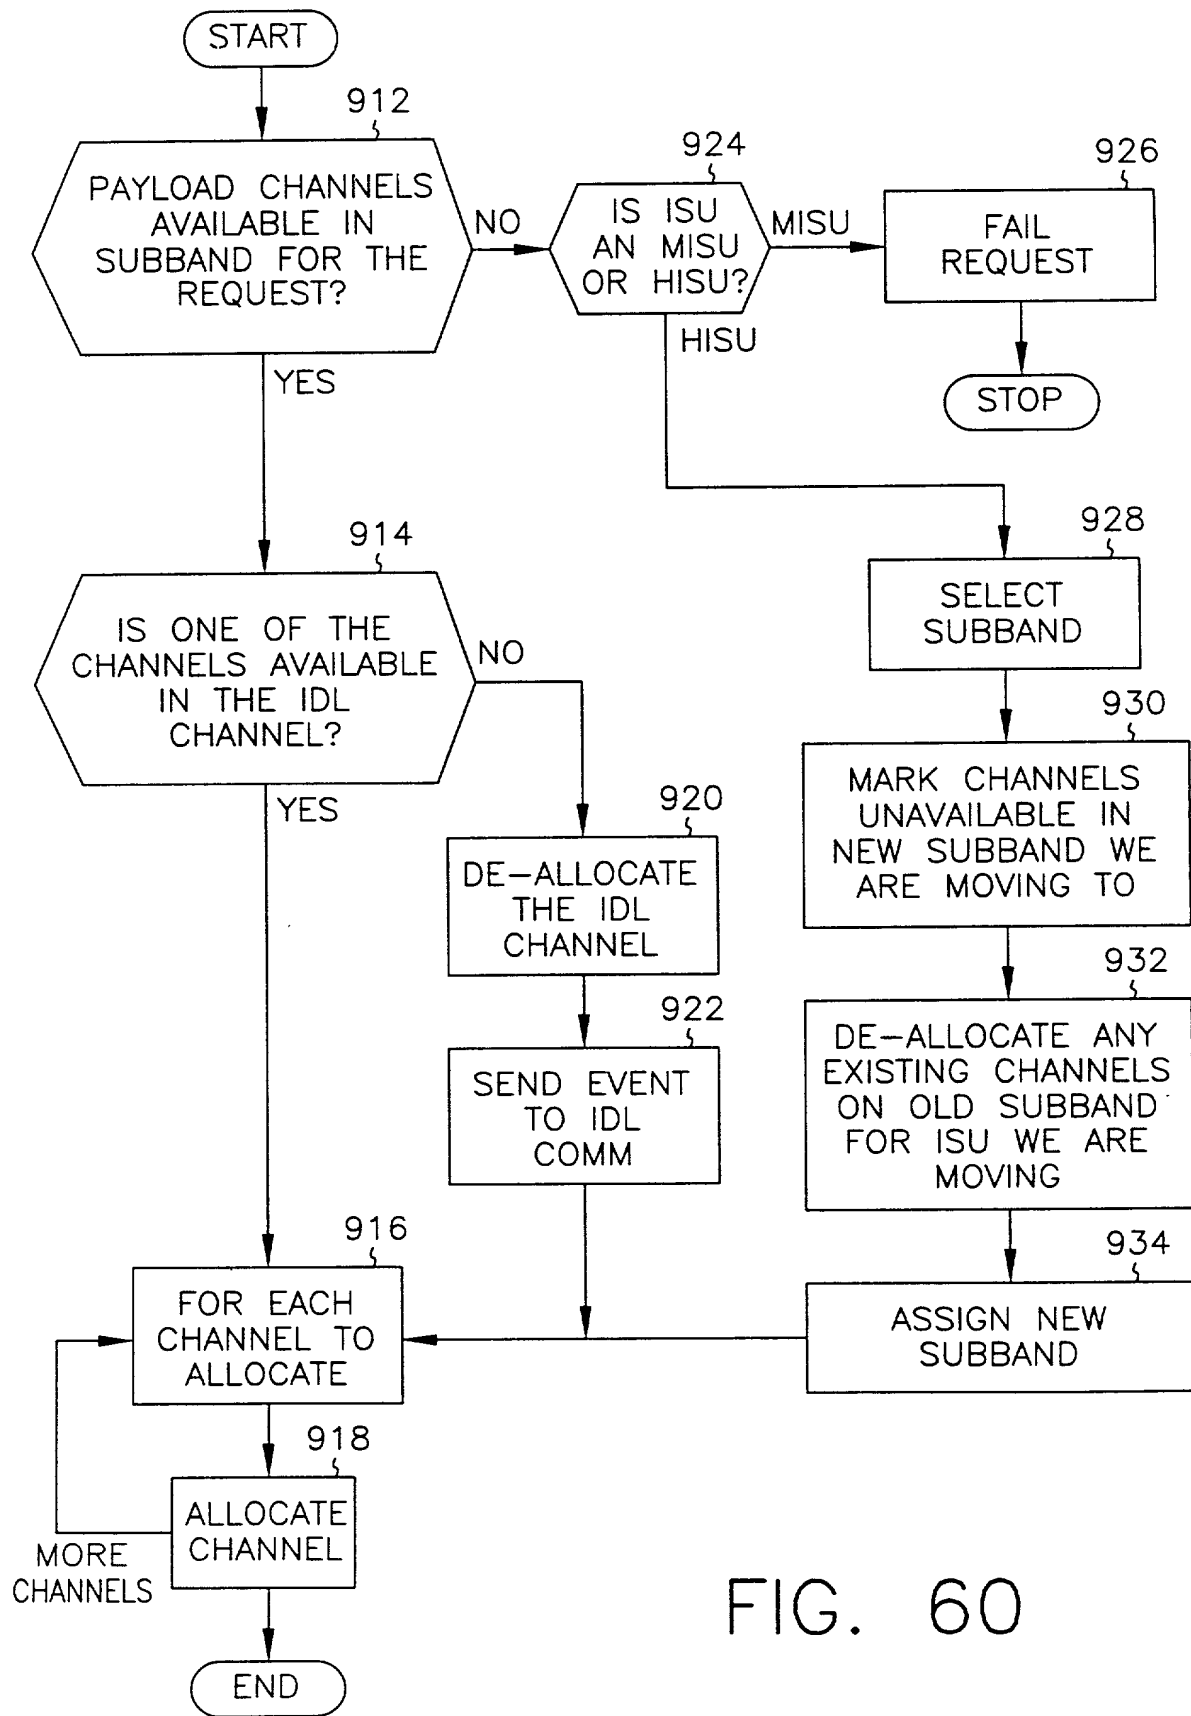 START
912
PAYLOAD CHANNELS
AVAILABLE IN
SUBBAND FOR THE
REQUEST?
NO
YES
924
IS ISU
AN MISU
OR HISU?
MISU
HISU
926
FAIL
REQUEST
STOP
914
IS ONE OF THE
CHANNELS AVAILABLE
IN THE IDL
CHANNEL?
NO
YES
928
SELECT
SUBBAND
930
MARK CHANNELS
UNAVAILABLE IN
NEW SUBBAND WE
ARE MOVING TO
920
DE-ALLOCATE
THE IDL
CHANNEL
932
DE-ALLOCATE ANY
EXISTING CHANNELS
ON OLD SUBBAND
FOR ISU WE ARE
MOVING
922
SEND EVENT
TO IDL
COMM
916
FOR EACH
CHANNEL TO
ALLOCATE
934
ASSIGN NEW
SUBBAND
918
ALLOCATE
CHANNEL
MORE
CHANNELS
END
FIG. 60